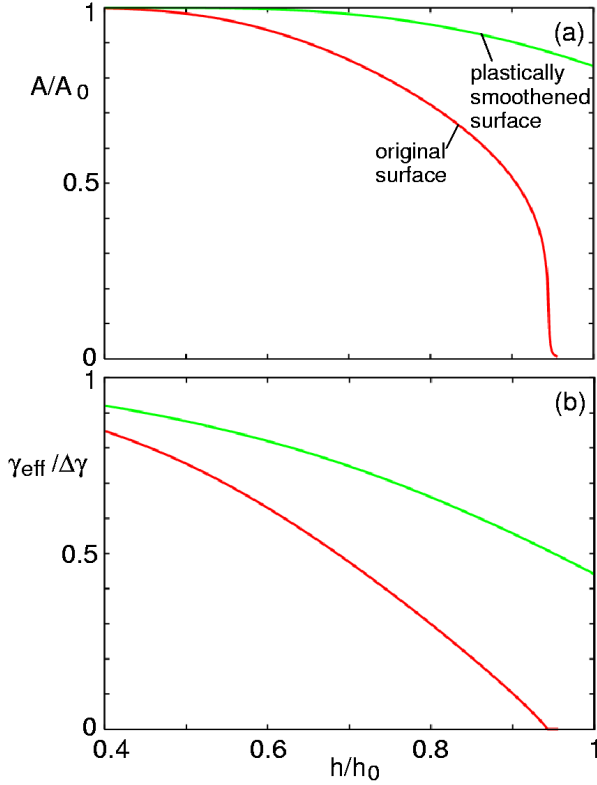 1
(a)
A/A0
plastically
smoothened
surface
original
surface
0.5
0
1
(b)
γeff /Δγ
0.5
0
0.4 0.6 0.8 1
h/h0